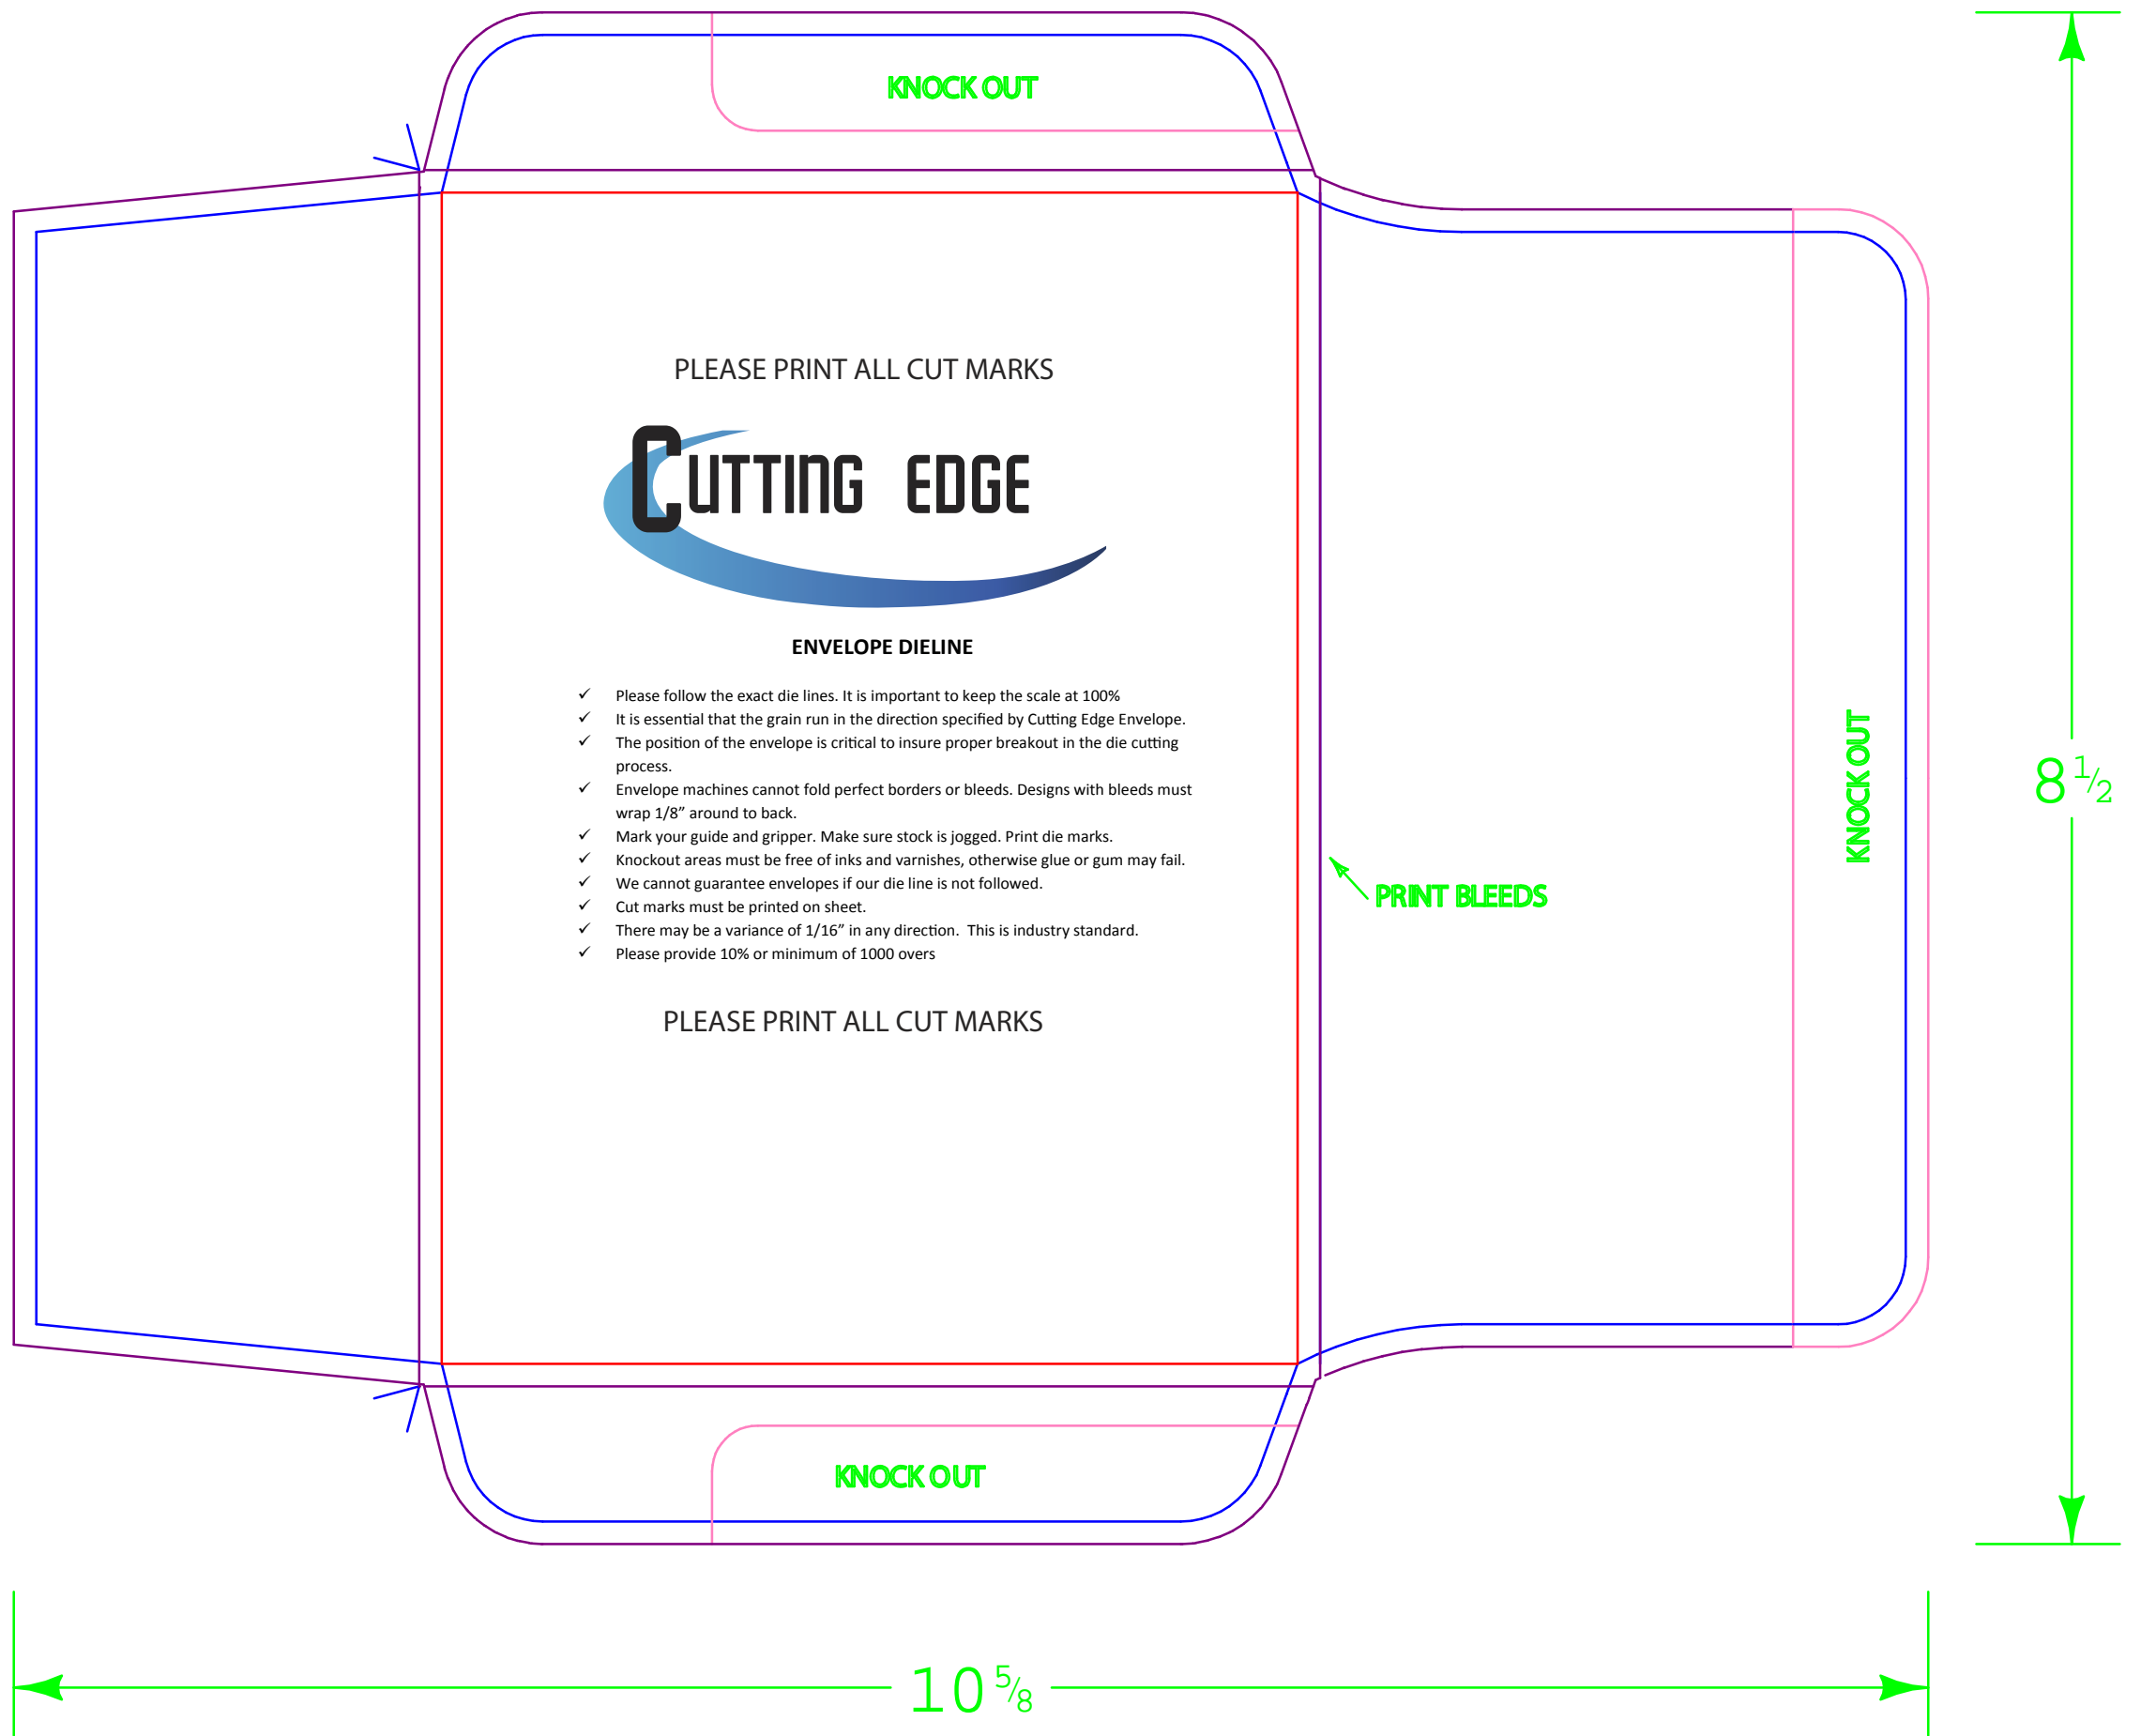 KNOCK OUT
PLEASE PRINT ALL CUT MARKS
CUTTING EDGE
ENVELOPE DIELINE
✓ Please follow the exact die lines. It is important to keep the scale at 100%
✓ It is essential that the grain run in the direction specified by Cutting Edge Envelope.
✓ The position of the envelope is critical to insure proper breakout in the die cutting
process.
✓ Envelope machines cannot fold perfect borders or bleeds. Designs with bleeds must
wrap 1/8” around to back.
✓ Mark your guide and gripper. Make sure stock is jogged. Print die marks.
✓ Knockout areas must be free of inks and varnishes, otherwise glue or gum may fail.
✓ We cannot guarantee envelopes if our die line is not followed.
✓ Cut marks must be printed on sheet.
✓ There may be a variance of 1/16” in any direction.  This is industry standard.
✓ Please provide 10% or minimum of 1000 overs
PLEASE PRINT ALL CUT MARKS
PRINT BLEEDS
KNOCK OUT
8 ½
KNOCK OUT
10 ⅝